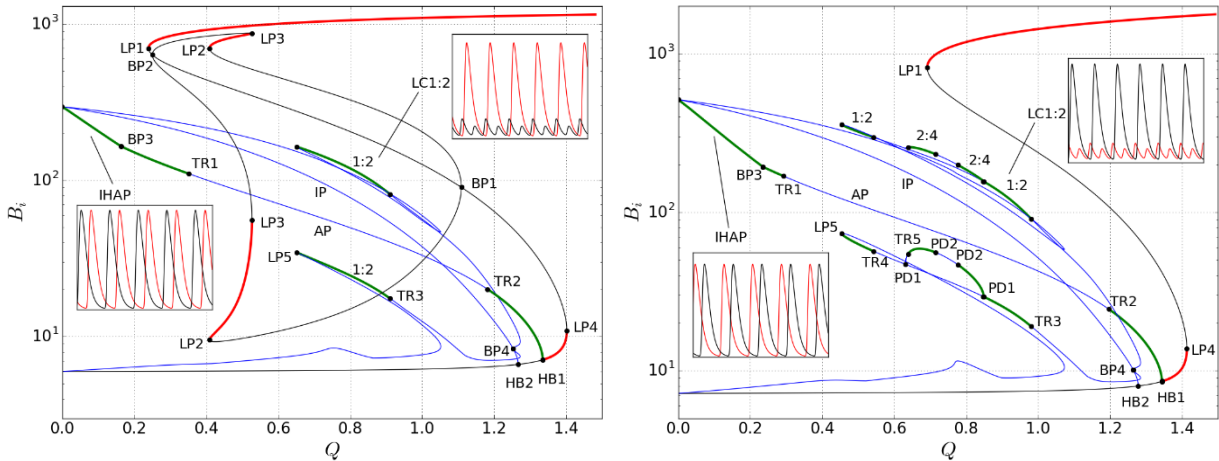 10³
LP1
BP2
LP2
LP3
LC1:2
BP3
TR1
1:2
10²
IHAP
IP
BP1
B_i
AP
LP3
LP5
1:2
TR3
TR2
10¹
LP2
BP4
LP4
HB2
HB1
0.0 0.2 0.4 0.6 0.8 1.0 1.2 1.4
Q
10³
LP1
LC1:2
1:2
2:4
2:4
BP3
TR1
IP
1:2
10²
B_i
IHAP
AP
LP5
TR5
PD2
PD2
TR4
PD1
PD1
TR2
TR3
LP4
10¹
BP4
HB2
HB1
0.0 0.2 0.4 0.6 0.8 1.0 1.2 1.4
Q